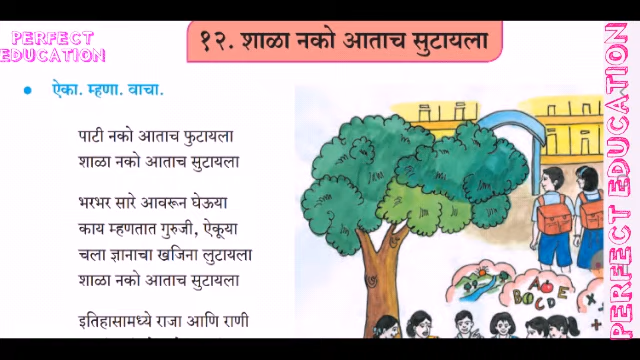 PERFECT
EDUCATION
१२. शाळा नको आताच सुटायला
ऐका. म्हणा. वाचा.
पाटी नको आताच फुटायला
शाळा नको आताच सुटायला
भरभर सारे आवरून घेऊया
काय म्हणतात गुरुजी, ऐकूया
चला ज्ञानाचा खजिना लुटायला
शाळा नको आताच सुटायला
इतिहासामध्ये राजा आणि राणी
A E
BOCDE
PERFECT EDUCATION